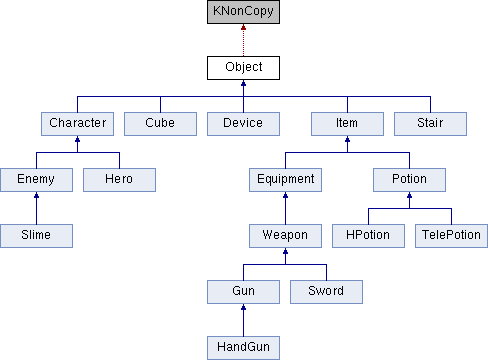 KNonCopy
Object
Character Cube Device Item Stair
Enemy Hero Equipment Potion
Slime Weapon HPotion TelePotion
Gun Sword
HandGun